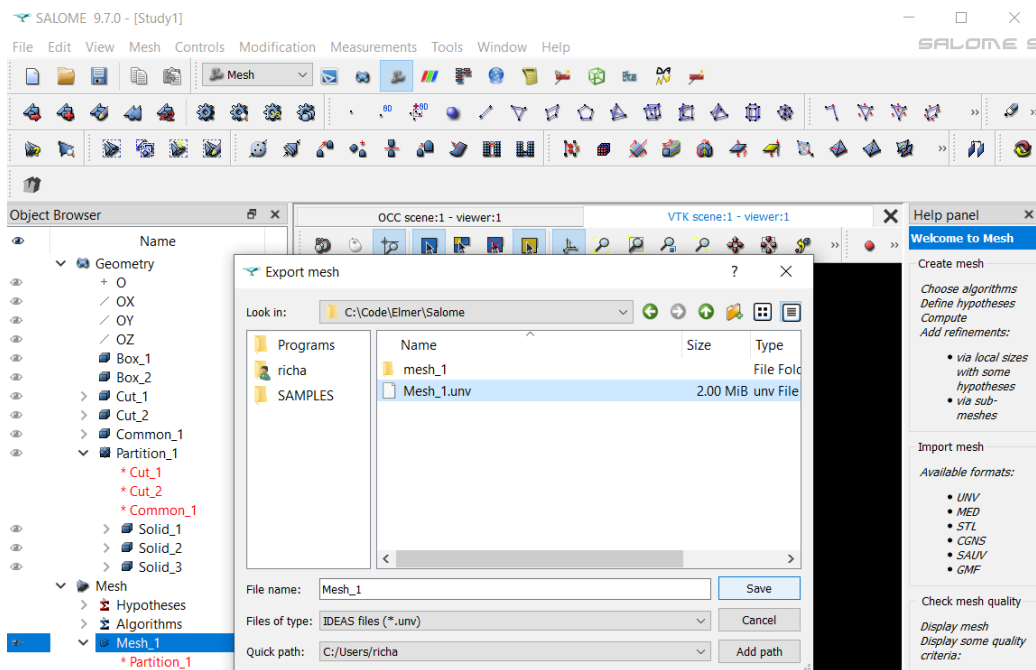 SALOME 9.7.0 - [Study1]
File Edit View Mesh Controls Modification Measurements Tools Window Help
SALOME
Mesh
Object Browser
OCC scene:1 - viewer:1
VTK scene:1 - viewer:1
Help panel
Name
Welcome to Mesh
Geometry
O
OX
OY
OZ
Box_1
Box_2
Cut_1
Cut_2
Common_1
Partition_1
* Cut_1
* Cut_2
* Common_1
Solid_1
Solid_2
Solid_3
Mesh
Hypotheses
Algorithms
Mesh_1
* Partition_1
Export mesh
?
Look in:
C:\Code\Elmer\Salome
Programs
richa
SAMPLES
Name Size Type
mesh_1 File Fold
Mesh_1.unv 2.00 MiB unv File
File name: Mesh_1 Save
Files of type: IDEAS files (*.unv) Cancel
Quick path: C:/Users/richa Add path
Create mesh
Choose algorithms
Define hypotheses
Compute
Add refinements:
• via local sizes
with some
hypotheses
• via sub-
meshes
Import mesh
Available formats:
• UNV
• MED
• STL
• CGNS
• SAUV
• GMF
Check mesh quality
Display mesh
Display some quality
criteria: